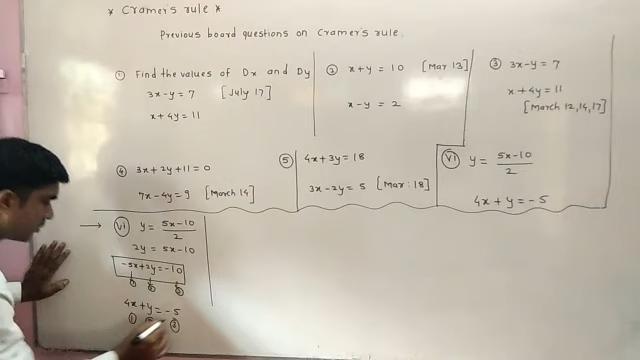 * Cramer's rule *
Previous board questions on Cramer's rule.
① Find the values of Dx and Dy
3x-y = 7 [July 17]
x+4y = 11
② x+y = 10 [Mar 13]
x-y = 2
③ 3x-y = 7
x+4y = 11
[March 12,14,17]
④ 3x+2y+11=0
7x-4y=9 [March 14]
⑤ 4x+3y=18
3x-2y=5 [Mar:18]
VI y = 5x-10/2
4x+y = -5
→ VI y = 5x-10/2
2y = 5x-10
-5x+2y=-10
4x+y=-5
① ③